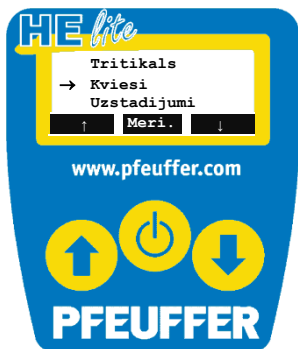 HE lite
Tritikals
→ Kviesi
Uzstadijumi
↑ Meri. ↓
www.pfeuffer.com
PFEUFFER